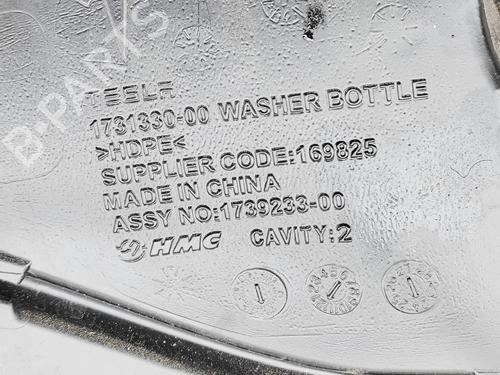 B-PARTS
TESLA
1731330-00 WASHER BOTTLE
>HDPE<
SUPPLIER CODE:169825
MADE IN CHINA
ASSY NO:1739233-00
HMC CAVITY:2